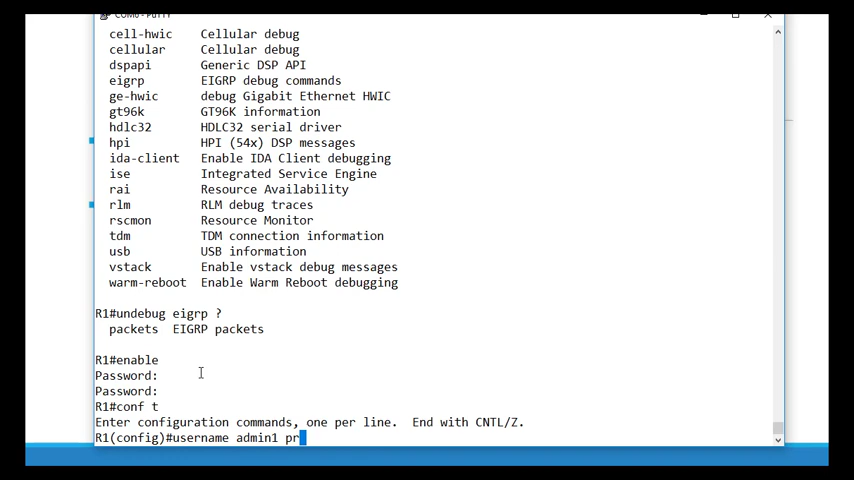 COM6 - PuTTY
cell-hwic Cellular debug
cellular Cellular debug
dspapi Generic DSP API
eigrp EIGRP debug commands
ge-hwic debug Gigabit Ethernet HWIC
gt96k GT96K information
hdlc32 HDLC32 serial driver
hpi HPI (54x) DSP messages
ida-client Enable IDA Client debugging
ise Integrated Service Engine
rai Resource Availability
rlm RLM debug traces
rscmon Resource Monitor
tdm TDM connection information
usb USB information
vstack Enable vstack debug messages
warm-reboot Enable Warm Reboot debugging
R1#undebug eigrp ?
packets EIGRP packets
R1#enable
Password:
Password:
R1#conf t
Enter configuration commands, one per line. End with CNTL/Z.
R1(config)#username admin1 pr